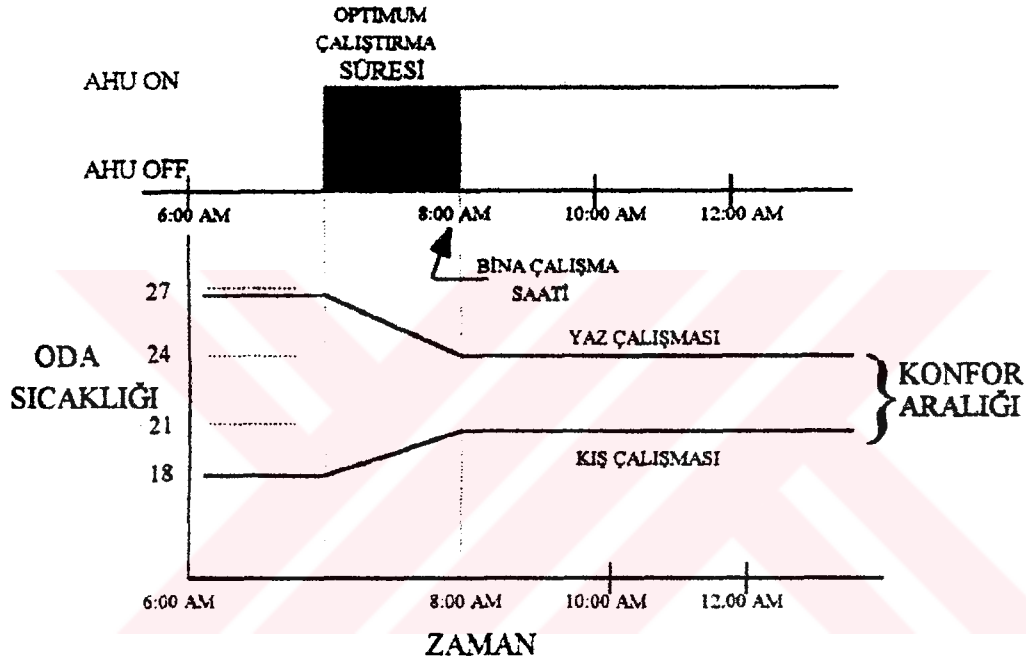 OPTİMUM
ÇALIŞTIRMA
SÜRESİ
AHU ON
AHU OFF
6:00 AM 8:00 AM 10:00 AM 12:00 AM
BİNA ÇALIŞMA
SAATİ
27
YAZ ÇALIŞMASI
24
ODA
SICAKLIĞI
KONFOR
ARALIĞI
21
KIŞ ÇALIŞMASI
18
6:00 AM 8:00 AM 10:00 AM 12.00 AM
ZAMAN